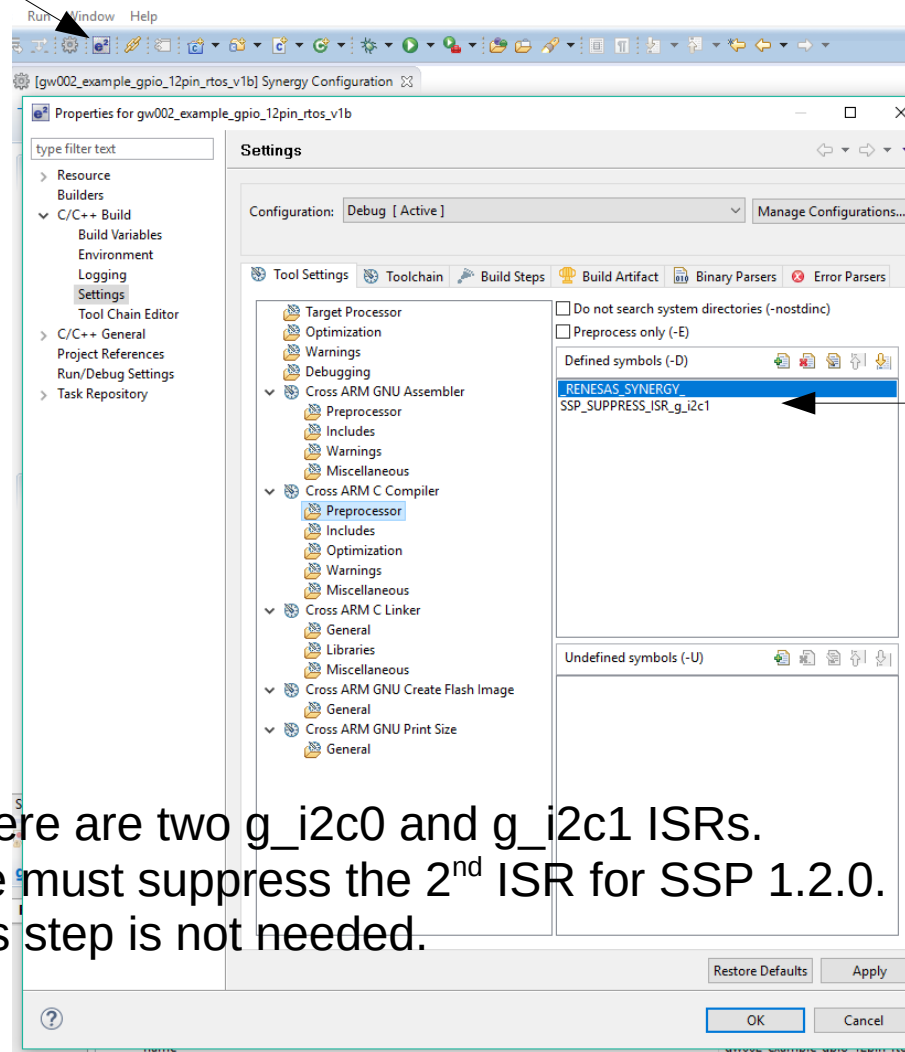 Run Window Help
[gw002_example_gpio_12pin_rtos_v1b] Synergy Configuration
Properties for gw002_example_gpio_12pin_rtos_v1b
type filter text
Settings
Resource
Builders
C/C++ Build
Build Variables
Environment
Logging
Settings
Tool Chain Editor
C/C++ General
Project References
Run/Debug Settings
Task Repository
Configuration: Debug [ Active ] Manage Configurations...
Tool Settings Toolchain Build Steps Build Artifact Binary Parsers Error Parsers
Target Processor
Optimization
Warnings
Debugging
Cross ARM GNU Assembler
Preprocessor
Includes
Warnings
Miscellaneous
Cross ARM C Compiler
Preprocessor
Includes
Optimization
Warnings
Miscellaneous
Cross ARM C Linker
General
Libraries
Miscellaneous
Cross ARM GNU Create Flash Image
General
Cross ARM GNU Print Size
General
Do not search system directories (-nostdinc)
Preprocess only (-E)
Defined symbols (-D)
_RENESAS_SYNERGY_
SSP_SUPPRESS_ISR_g_i2c1
Undefined symbols (-U)
ere are two g_i2c0 and g_i2c1 ISRs.
e must suppress the 2nd ISR for SSP 1.2.0.
s step is not needed.
Restore Defaults Apply
OK Cancel